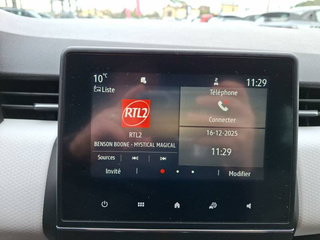 10 °C
11:29
Liste
Téléphone
RTL2
Connecter
RTL2
16-12-2025
BENSON BOONE - MYSTICAL MAGICAL
11:29
Sources
Invité
Modifier